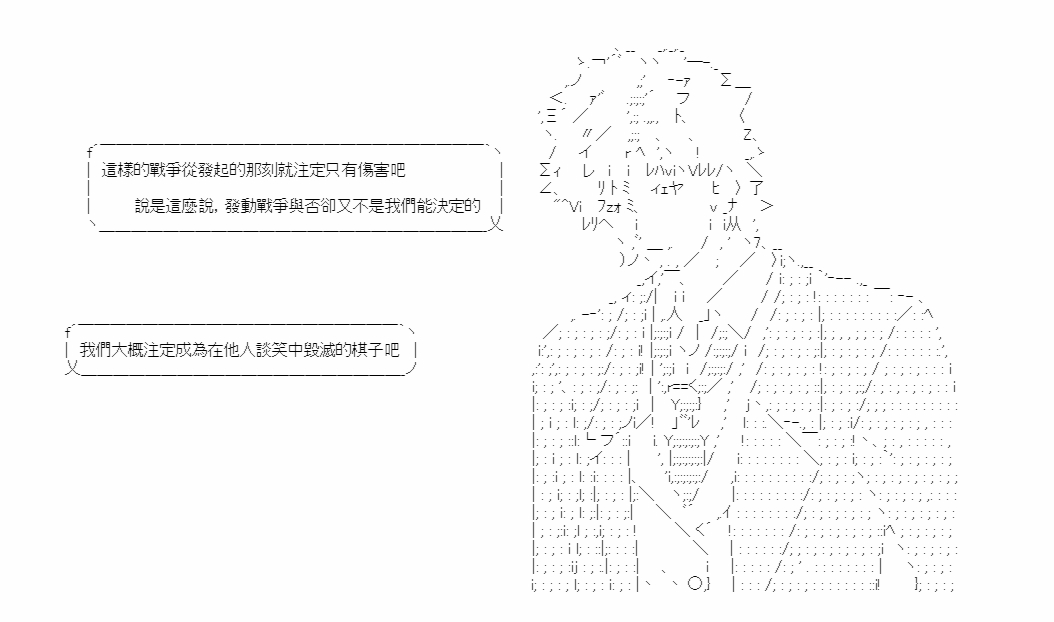 這樣的戰爭從發起的那刻就注定只有傷害吧
說是這麼說，發動戰爭與否卻又不是我們能決定的
我們大概注定成為在他人談笑中毀滅的棋子吧